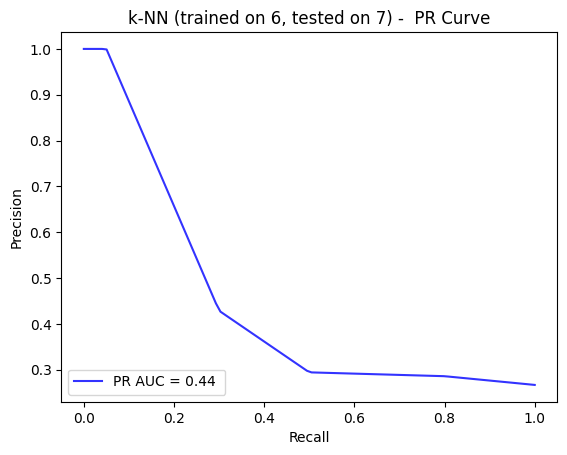 k-NN (trained on 6, tested on 7) -  PR Curve
1.0
0.9
0.8
0.7
0.6
0.5
0.4
0.3
Precision
PR AUC = 0.44
0.0 0.2 0.4 0.6 0.8 1.0
Recall